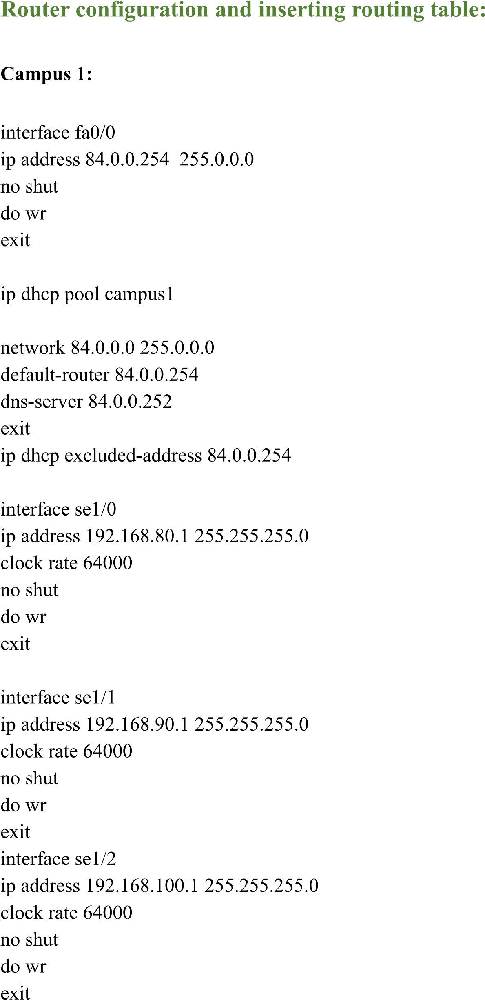 Router configuration and inserting routing table:
Campus 1:
interface fa0/0
ip address 84.0.0.254  255.0.0.0
no shut
do wr
exit
ip dhcp pool campus1
network 84.0.0.0 255.0.0.0
default-router 84.0.0.254
dns-server 84.0.0.252
exit
ip dhcp excluded-address 84.0.0.254
interface se1/0
ip address 192.168.80.1 255.255.255.0
clock rate 64000
no shut
do wr
exit
interface se1/1
ip address 192.168.90.1 255.255.255.0
clock rate 64000
no shut
do wr
exit
interface se1/2
ip address 192.168.100.1 255.255.255.0
clock rate 64000
no shut
do wr
exit